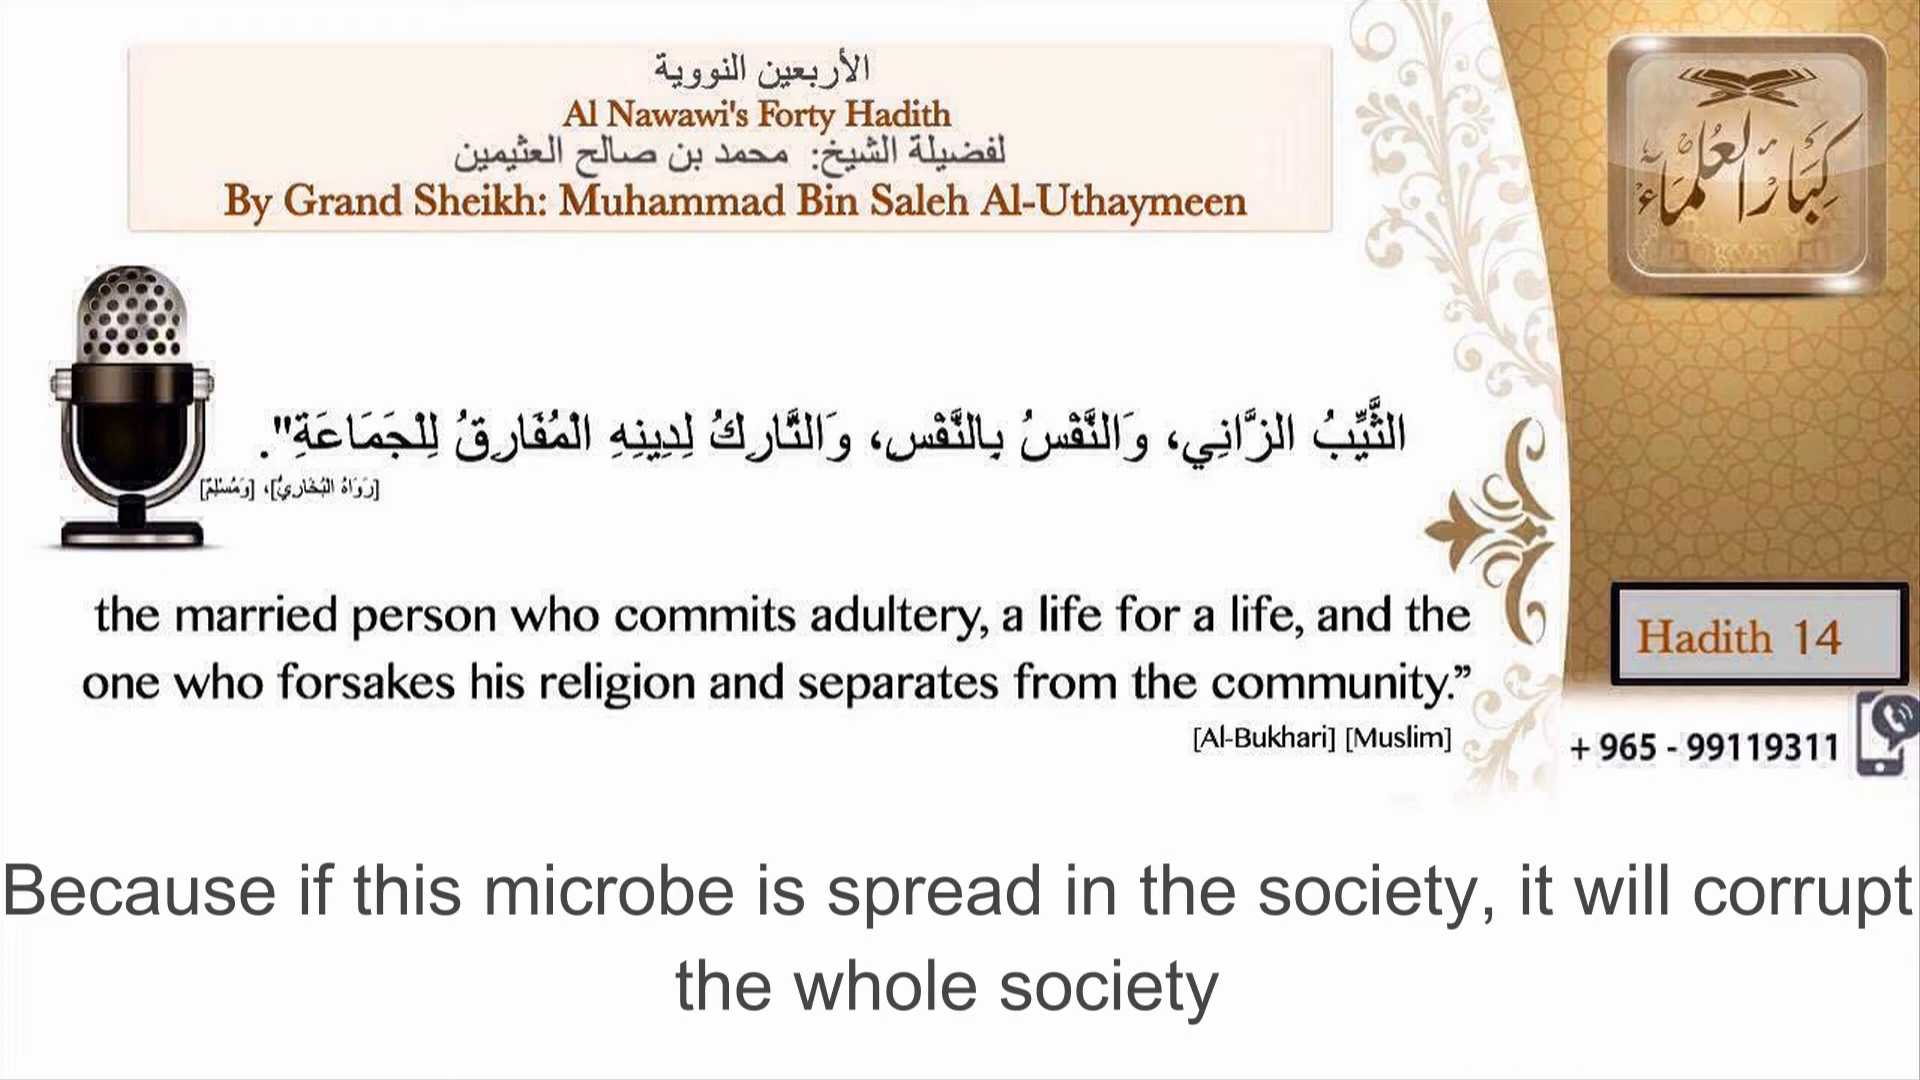 الأربعين النووية
Al Nawawi's Forty Hadith
لفضيلة الشيخ: محمد بن صالح العثيمين
By Grand Sheikh: Muhammad Bin Saleh Al-Uthaymeen
كِبَارُ العُلَمَاءِ
الثَّيِّبُ الزَّانِي، وَالنَّفْسُ بِالنَّفْسِ، وَالتَّارِكُ لِدِينِهِ الْمُفَارِقُ لِلْجَمَاعَةِ".
[رَوَاهُ البُخَارِيُّ]، [وَمُسْلِمٌ]
the married person who commits adultery, a life for a life, and the
one who forsakes his religion and separates from the community.”
[Al-Bukhari] [Muslim]
Hadith 14
+ 965 - 99119311
Because if this microbe is spread in the society, it will corrupt
the whole society